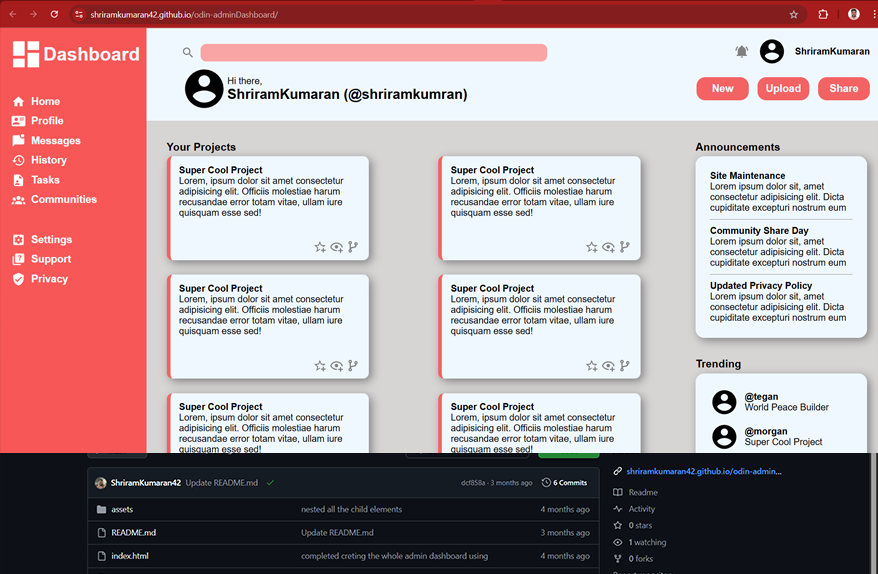 shriramkumaran42.github.io/odin-adminDashboard/
Dashboard
Home
Profile
Messages
History
Tasks
Communities
Settings
Support
Privacy
ShriramKumaran
Hi there,
ShriramKumaran (@shriramkumran)
New
Upload
Share
Your Projects
Super Cool Project
Lorem, ipsum dolor sit amet consectetur
adipisicing elit. Officiis molestiae harum
recusandae error totam vitae, ullam iure
quisquam esse sed!
Super Cool Project
Lorem, ipsum dolor sit amet consectetur
adipisicing elit. Officiis molestiae harum
recusandae error totam vitae, ullam iure
quisquam esse sed!
Super Cool Project
Lorem, ipsum dolor sit amet consectetur
adipisicing elit. Officiis molestiae harum
recusandae error totam vitae, ullam iure
quisquam esse sed!
Super Cool Project
Lorem, ipsum dolor sit amet consectetur
adipisicing elit. Officiis molestiae harum
recusandae error totam vitae, ullam iure
quisquam esse sed!
Super Cool Project
Lorem, ipsum dolor sit amet consectetur
adipisicing elit. Officiis molestiae harum
recusandae error totam vitae, ullam iure
quisquam esse sed!
Super Cool Project
Lorem, ipsum dolor sit amet consectetur
adipisicing elit. Officiis molestiae harum
recusandae error totam vitae, ullam iure
quisquam esse sed!
Announcements
Site Maintenance
Lorem ipsum dolor sit, amet
consectetur adipisicing elit. Dicta
cupiditate excepturi nostrum eum
Community Share Day
Lorem ipsum dolor sit, amet
consectetur adipisicing elit. Dicta
cupiditate excepturi nostrum eum
Updated Privacy Policy
Lorem ipsum dolor sit, amet
consectetur adipisicing elit. Dicta
cupiditate excepturi nostrum eum
Trending
@tegan
World Peace Builder
@morgan
Super Cool Project
ShriramKumaran42 Update README.md dcf858a · 3 months ago 6 Commits
assets nested all the child elements 4 months ago
README.md Update README.md 3 months ago
index.html completed creting the whole admin dashboard using 4 months ago
shriramkumaran42.github.io/odin-admin...
Readme
Activity
0 stars
1 watching
0 forks